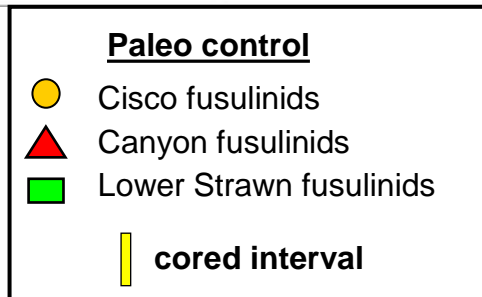 Paleo control
Cisco fusulinids
Canyon fusulinids
Lower Strawn fusulinids
cored interval